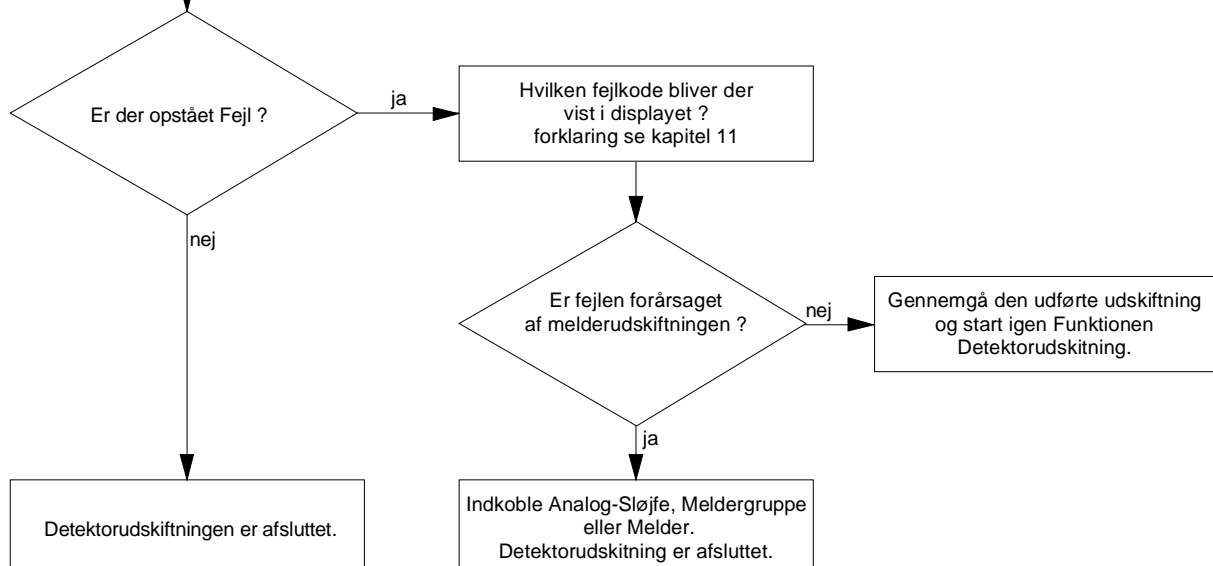 Er der opstået Fejl ?
ja
Hvilken fejlkode bliver der
vist i displayet ?
forklaring se kapitel 11
nej
Er fejlen forårsaget
af melderudskiftningen ?
nej
Gennemgå den udførte udskiftning
og start igen Funktionen
Detektorudskitning.
ja
Detektorudskiftningen er afsluttet.
Indkoble Analog-Sløjfe, Meldergruppe
eller Melder.
Detektorudskitning er afsluttet.